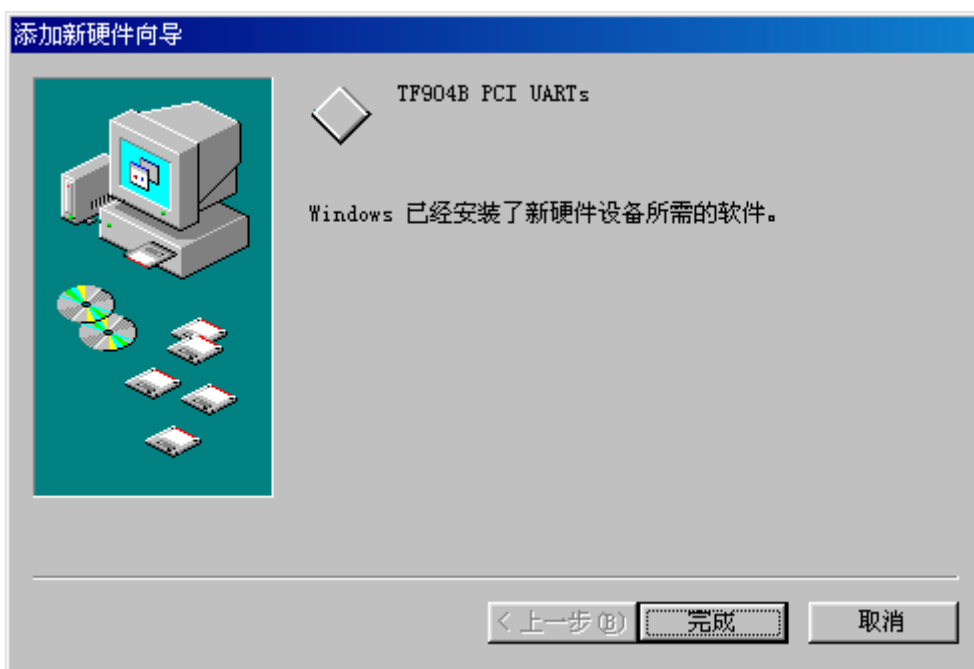 添加新硬件向导
TF904B PCI UARTs
Windows 已经安装了新硬件设备所需的软件。
< 上一步(B)
完成
取消